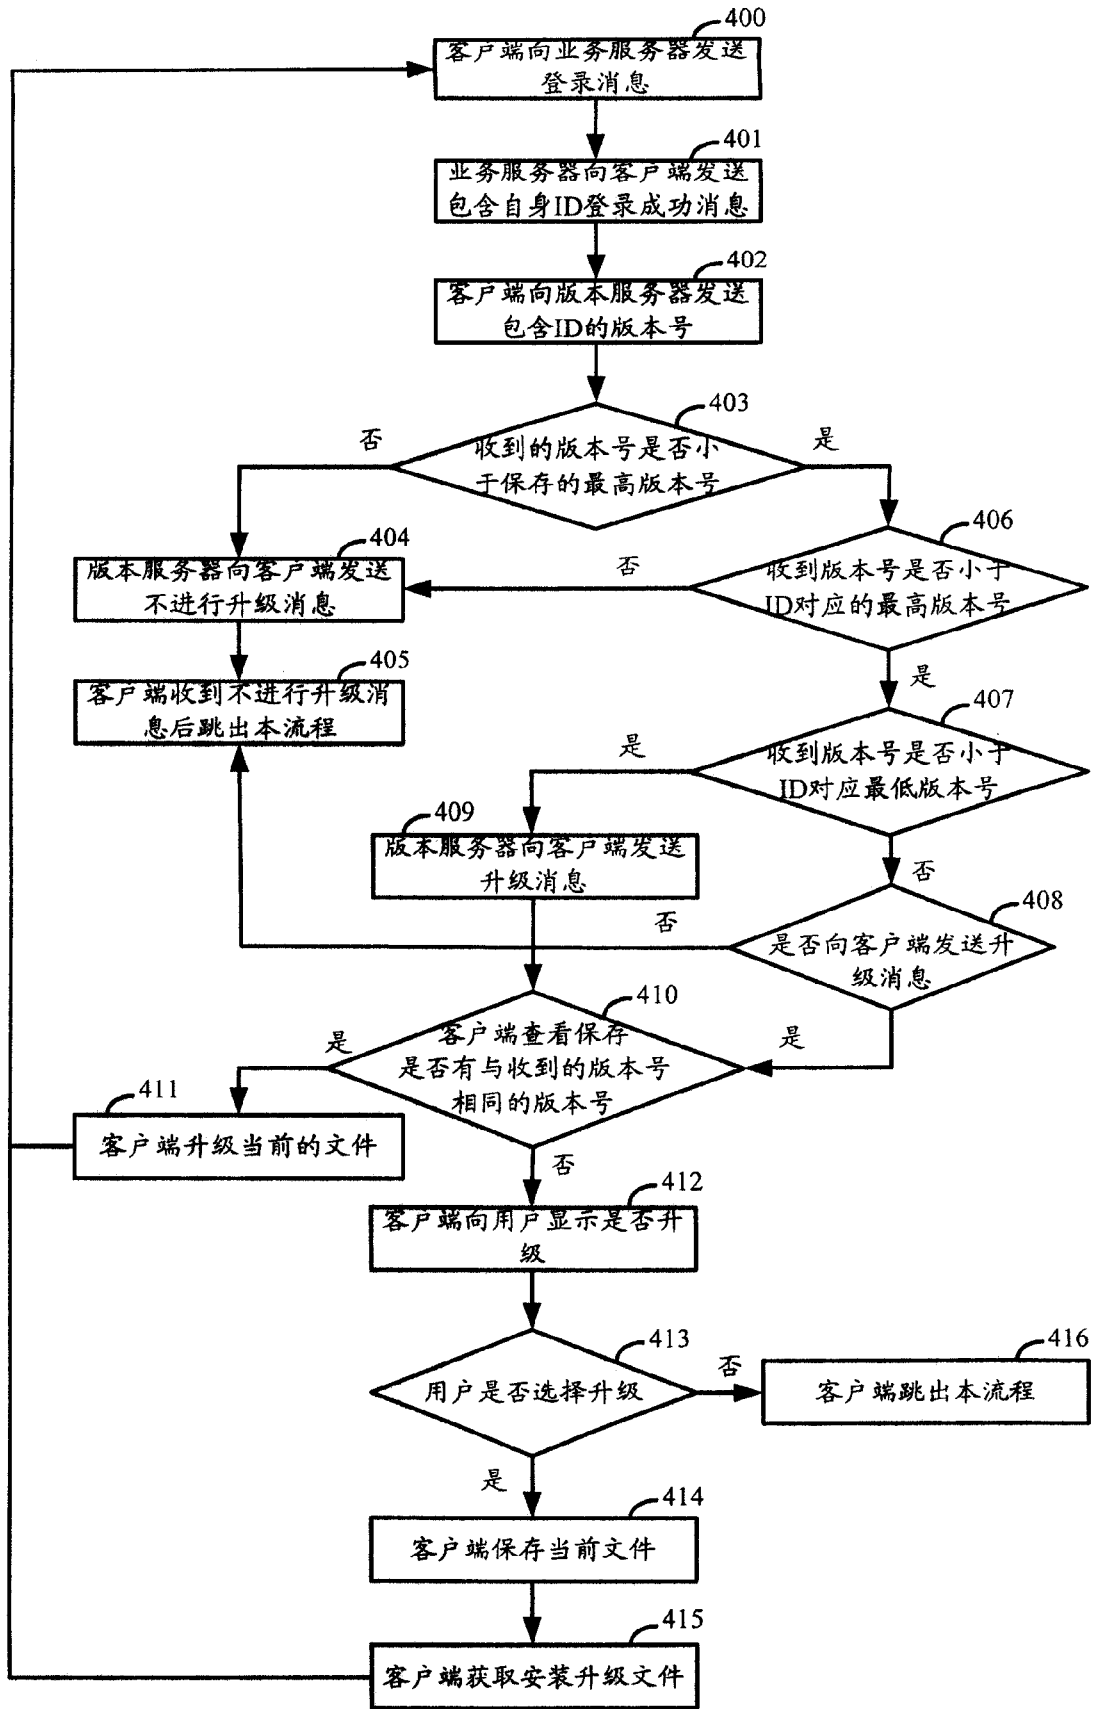 400
客户端向业务服务器发送
登录消息
401
业务服务器向客户端发送
包含自身ID登录成功消息
402
客户端向版本服务器发送
包含ID的版本号
403
否
收到的版本号是否小
于保存的最高版本号
是
404
版本服务器向客户端发送
不进行升级消息
406
否
收到版本号是否小于
ID对应的最高版本号
是
405
客户端收到不进行升级消
息后跳出本流程
407
是
收到版本号是否小于
ID对应最低版本号
否
409
版本服务器向客户端发送
升级消息
408
否
是否向客户端发送升
级消息
是
410
是
客户端查看保存
是否有与收到的版本号
相同的版本号
否
411
客户端升级当前的文件
412
客户端向用户显示是否升
级
413
用户是否选择升级
否
是
416
客户端跳出本流程
414
客户端保存当前文件
415
客户端获取安装升级文件